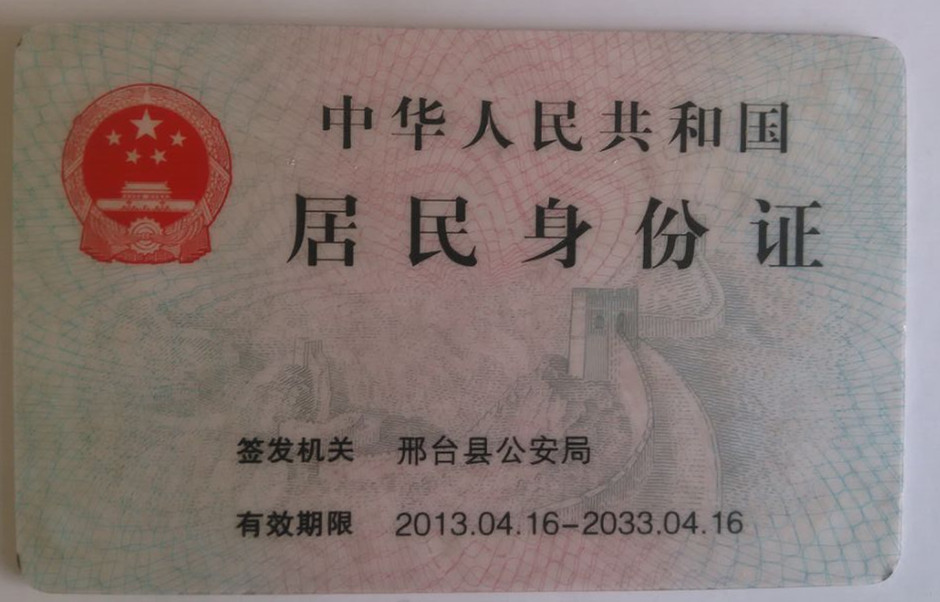 中华人民共和国
居民身份证
签发机关 邢台县公安局
有效期限 2013.04.16-2033.04.16